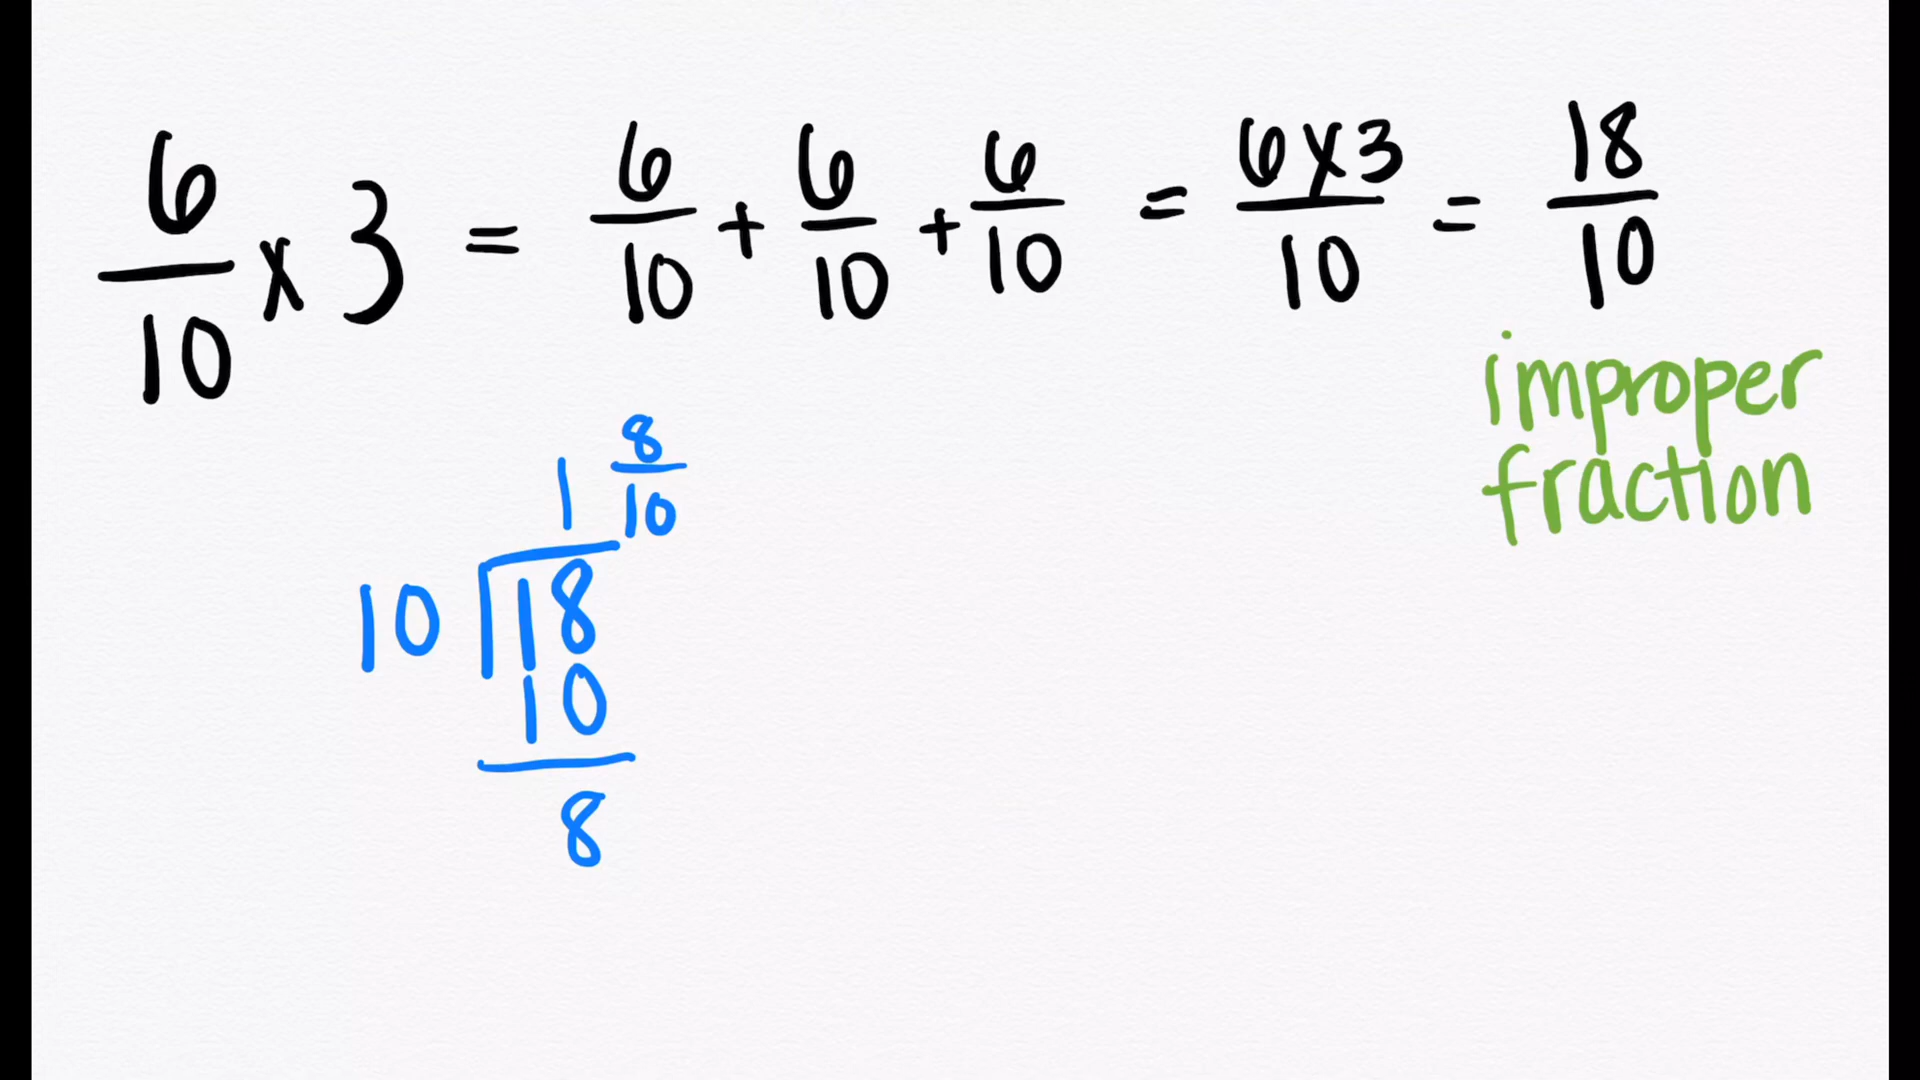 6/10 x 3 = 6/10 + 6/10 + 6/10 = 6x3/10 = 18/10
improper
fraction
1 8/10
10 18
10
8